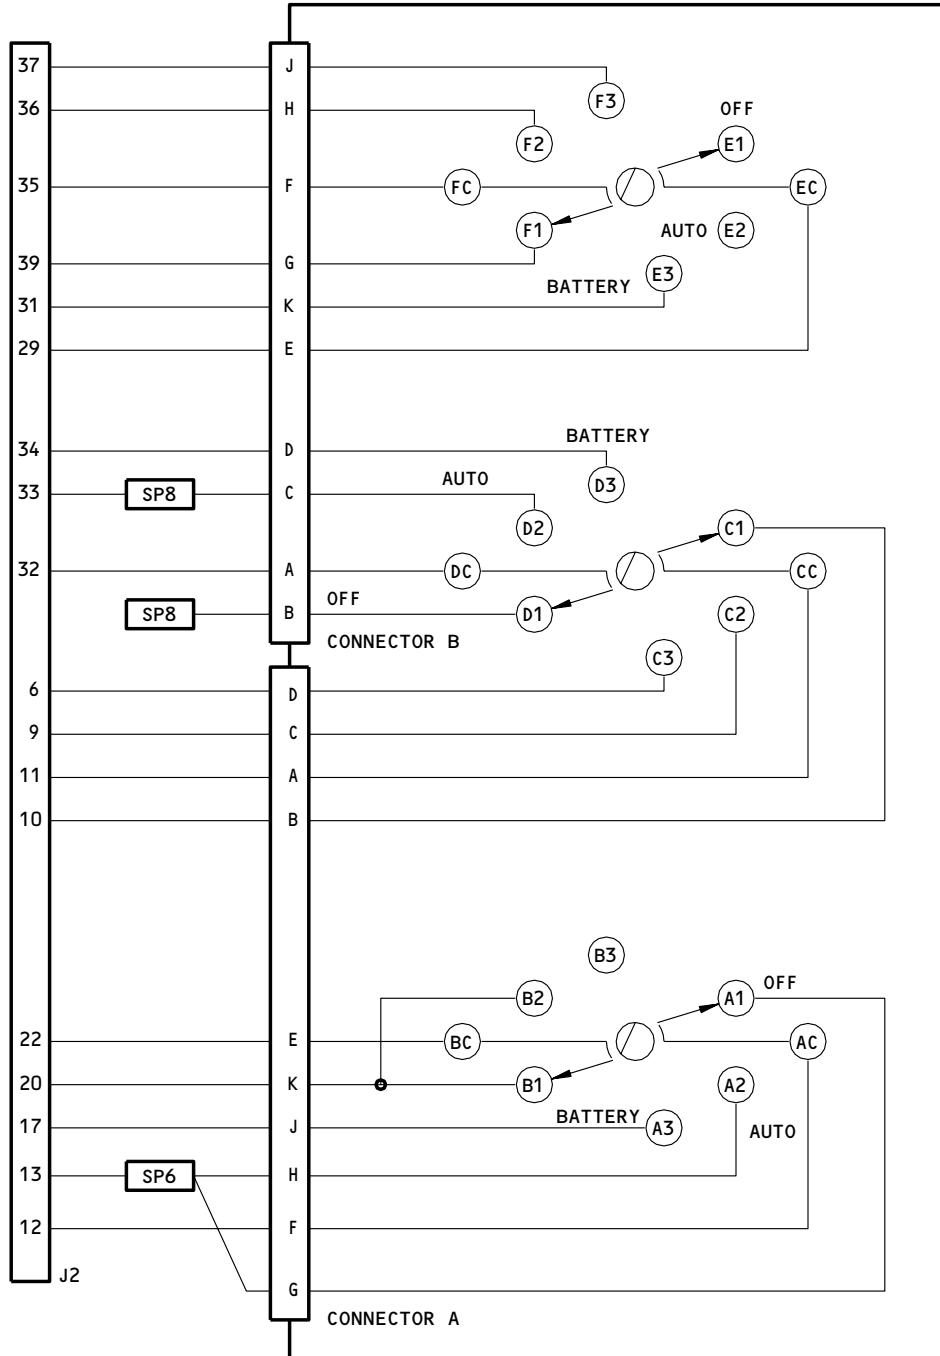 37 J
F3
36 H OFF
F2 E1
35 F FC EC
F1 AUTO E2
39 G
E3
BATTERY
31 K
29 E
BATTERY
34 D
AUTO D3
33 SP8 C
D2 C1
32 A DC CC
OFF
SP8 B D1 C2
CONNECTOR B
C3
6 D
9 C
11 A
10 B
B3
OFF
B2 A1
22 E BC AC
20 K B1 A2
BATTERY
17 J A3 AUTO
13 SP6 H
12 F
J2
G
CONNECTOR A